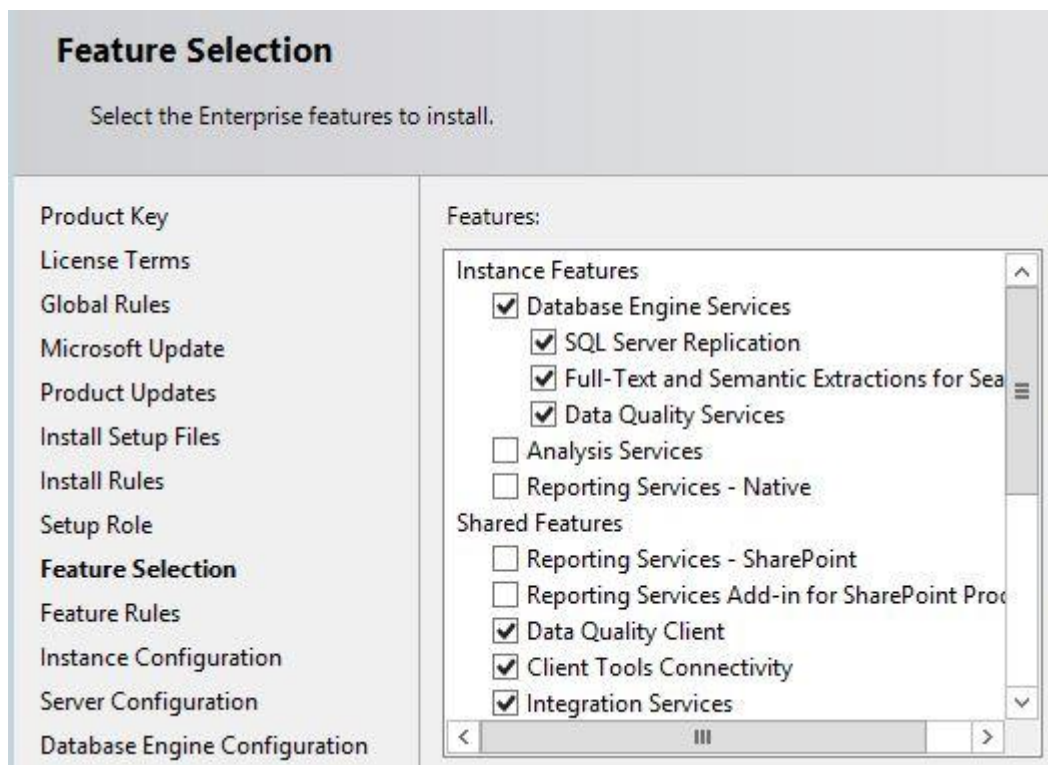 Feature Selection
Select the Enterprise features to install.
Product Key
License Terms
Global Rules
Microsoft Update
Product Updates
Install Setup Files
Install Rules
Setup Role
Feature Selection
Feature Rules
Instance Configuration
Server Configuration
Database Engine Configuration
Features:
Instance Features
Database Engine Services
SQL Server Replication
Full-Text and Semantic Extractions for Sea
Data Quality Services
Analysis Services
Reporting Services - Native
Shared Features
Reporting Services - SharePoint
Reporting Services Add-in for SharePoint Proc
Data Quality Client
Client Tools Connectivity
Integration Services